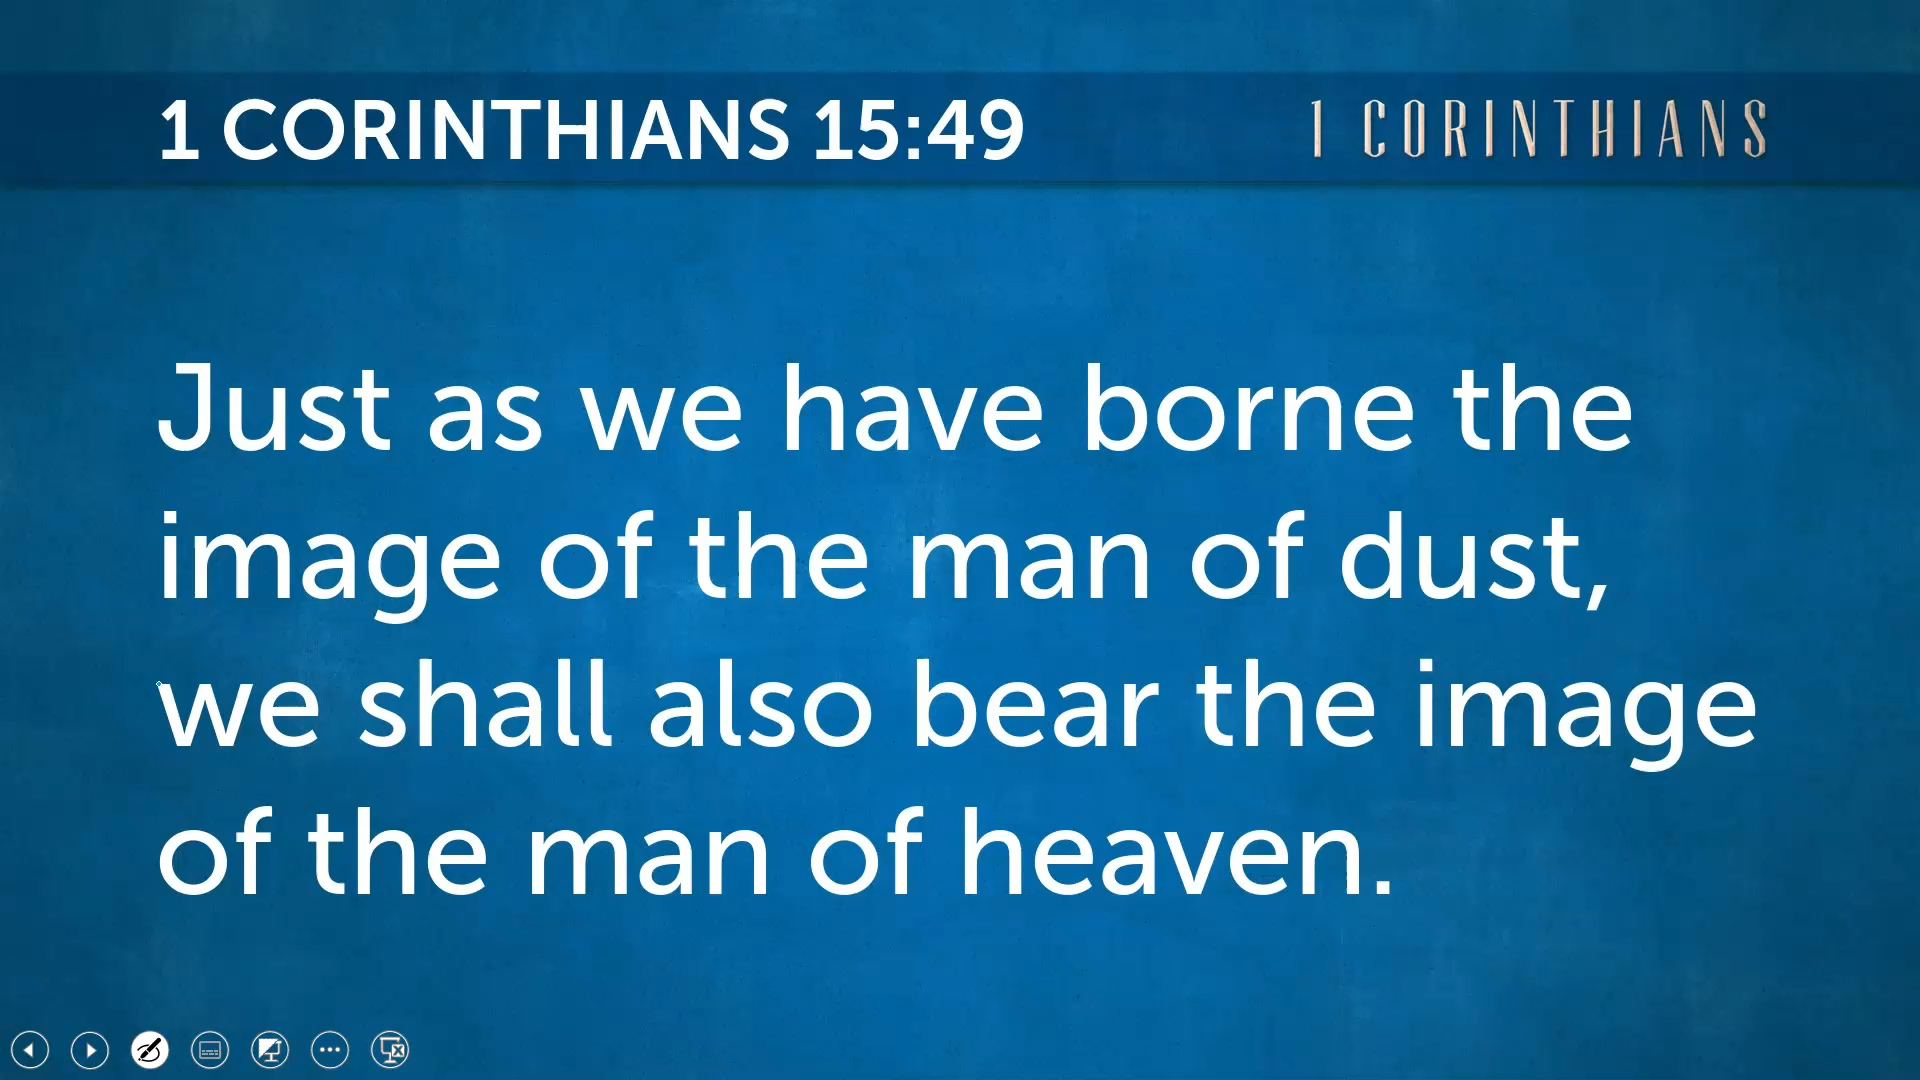 1 CORINTHIANS 15:49
1 CORINTHIANS
Just as we have borne the
image of the man of dust,
we shall also bear the image
of the man of heaven.